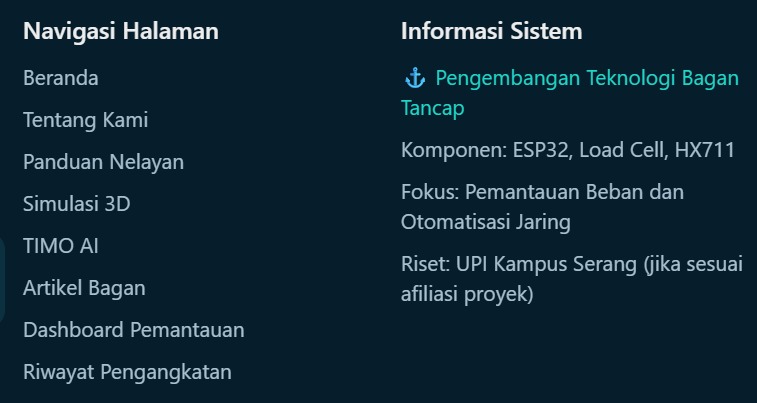 Navigasi Halaman
Beranda
Tentang Kami
Panduan Nelayan
Simulasi 3D
TIMO AI
Artikel Bagan
Dashboard Pemantauan
Riwayat Pengangkatan
Informasi Sistem
⚓ Pengembangan Teknologi Bagan
Tancap
Komponen: ESP32, Load Cell, HX711
Fokus: Pemantauan Beban dan
Otomatisasi Jaring
Riset: UPI Kampus Serang (jika sesuai
afiliasi proyek)